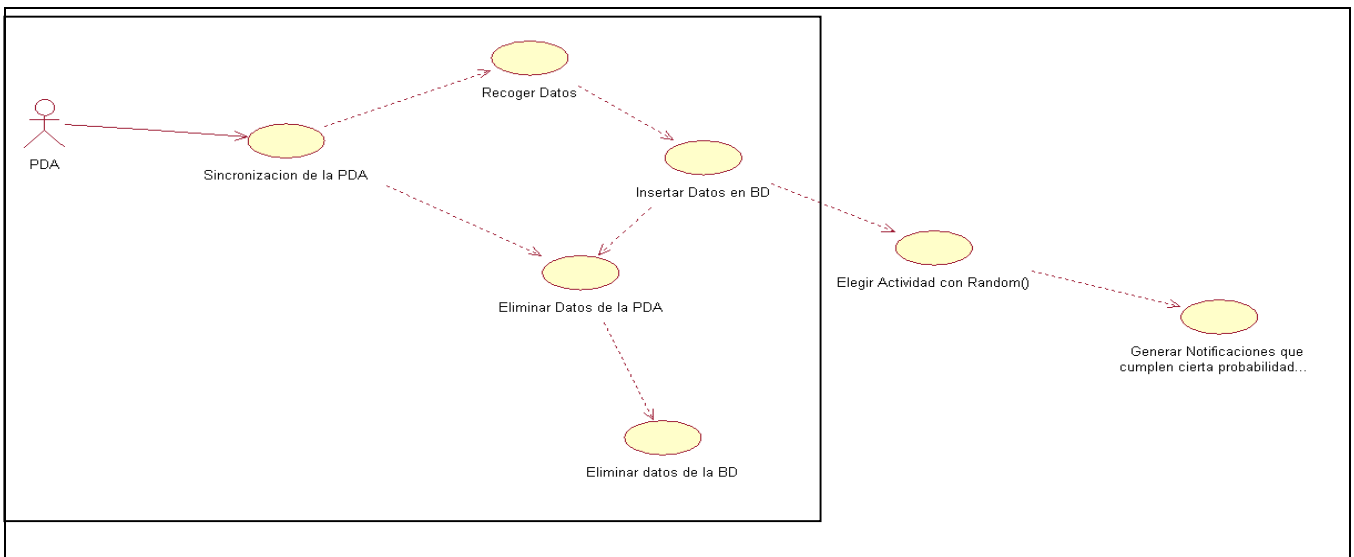 Recoger Datos
PDA
Sincronizacion de la PDA
Insertar Datos en BD
Elegir Actividad con Random()
Eliminar Datos de la PDA
Generar Notificaciones que
cumplen cierta probabilidad...
Eliminar datos de la BD